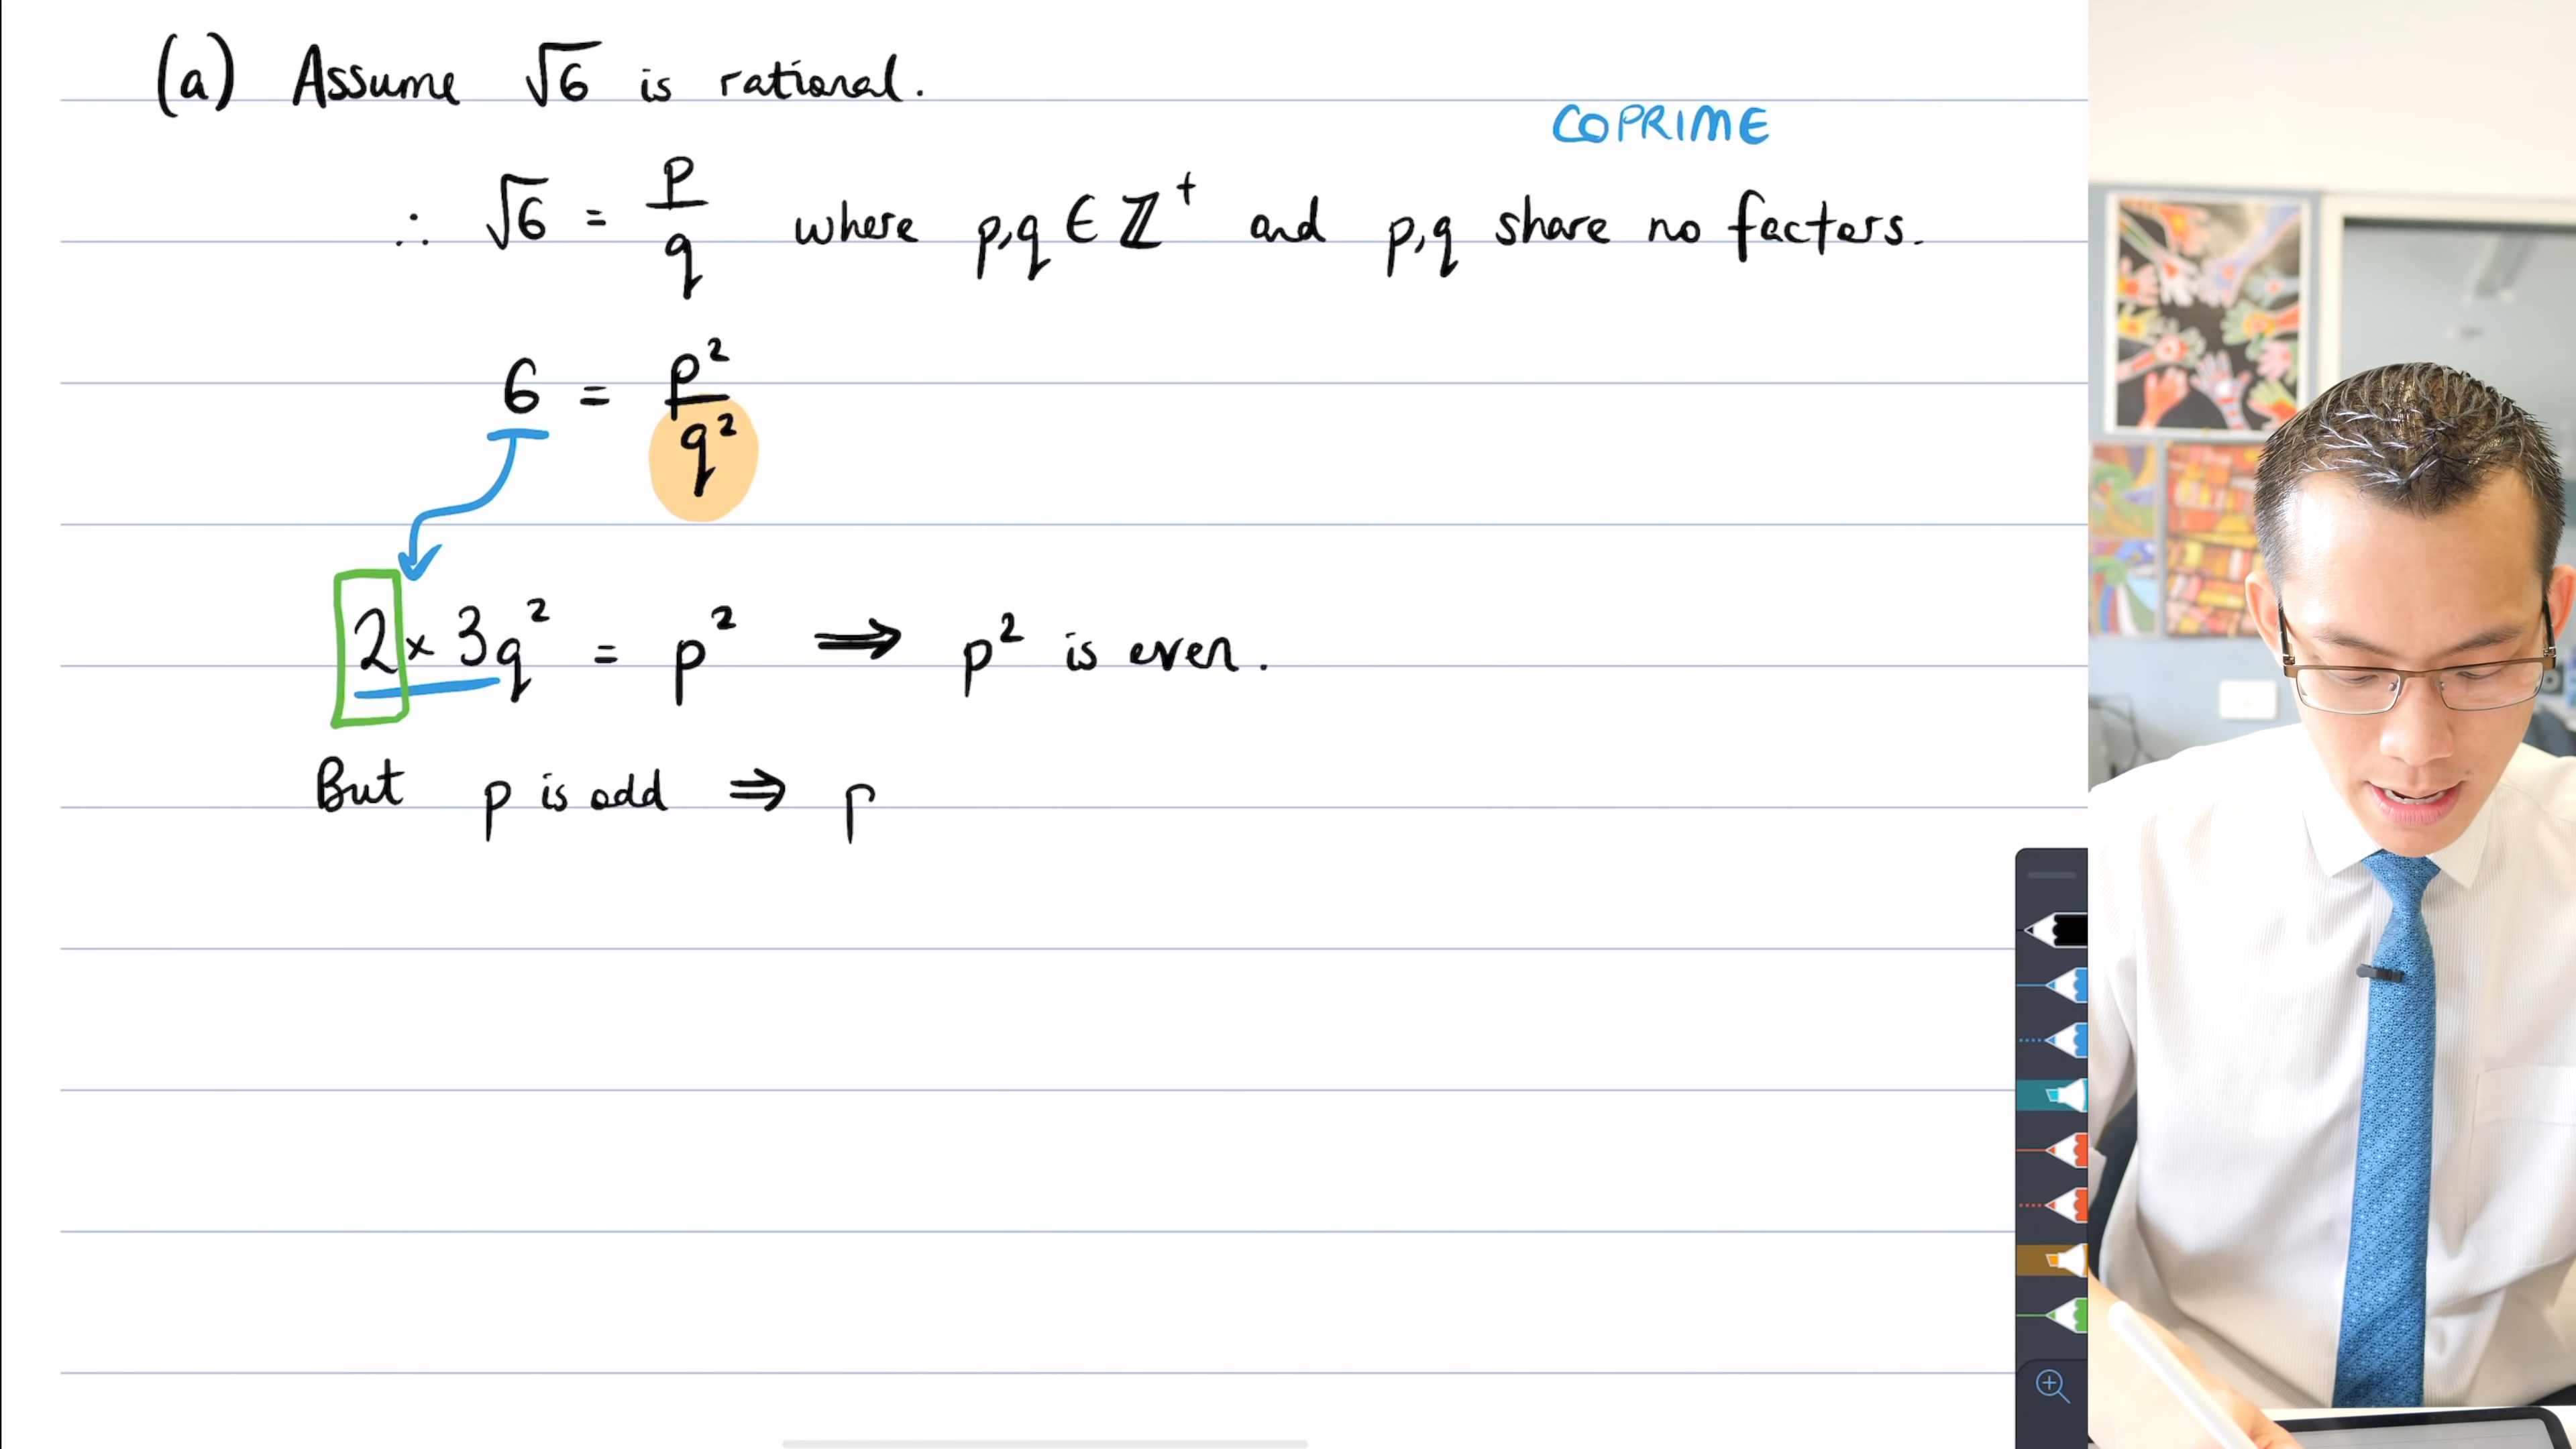 (a) Assume √6 is rational.
COPRIME
∴ √6 = p/q where p,q ∈ ℤ⁺ and p,q share no factors.
6 = p²/q²
2 × 3q² = p² ⟹ p² is even.
But p is odd ⟹ p